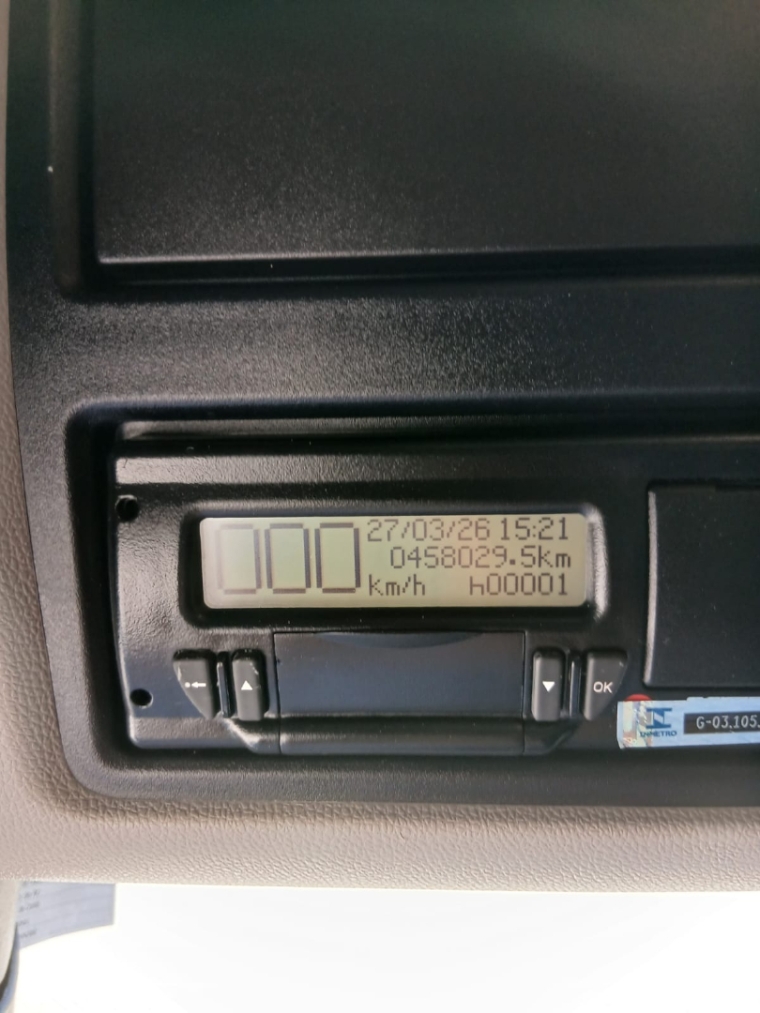 000 27/03/26 15:21
0458029.5km
km/h h00001
OK
INMETRO G-03.105.